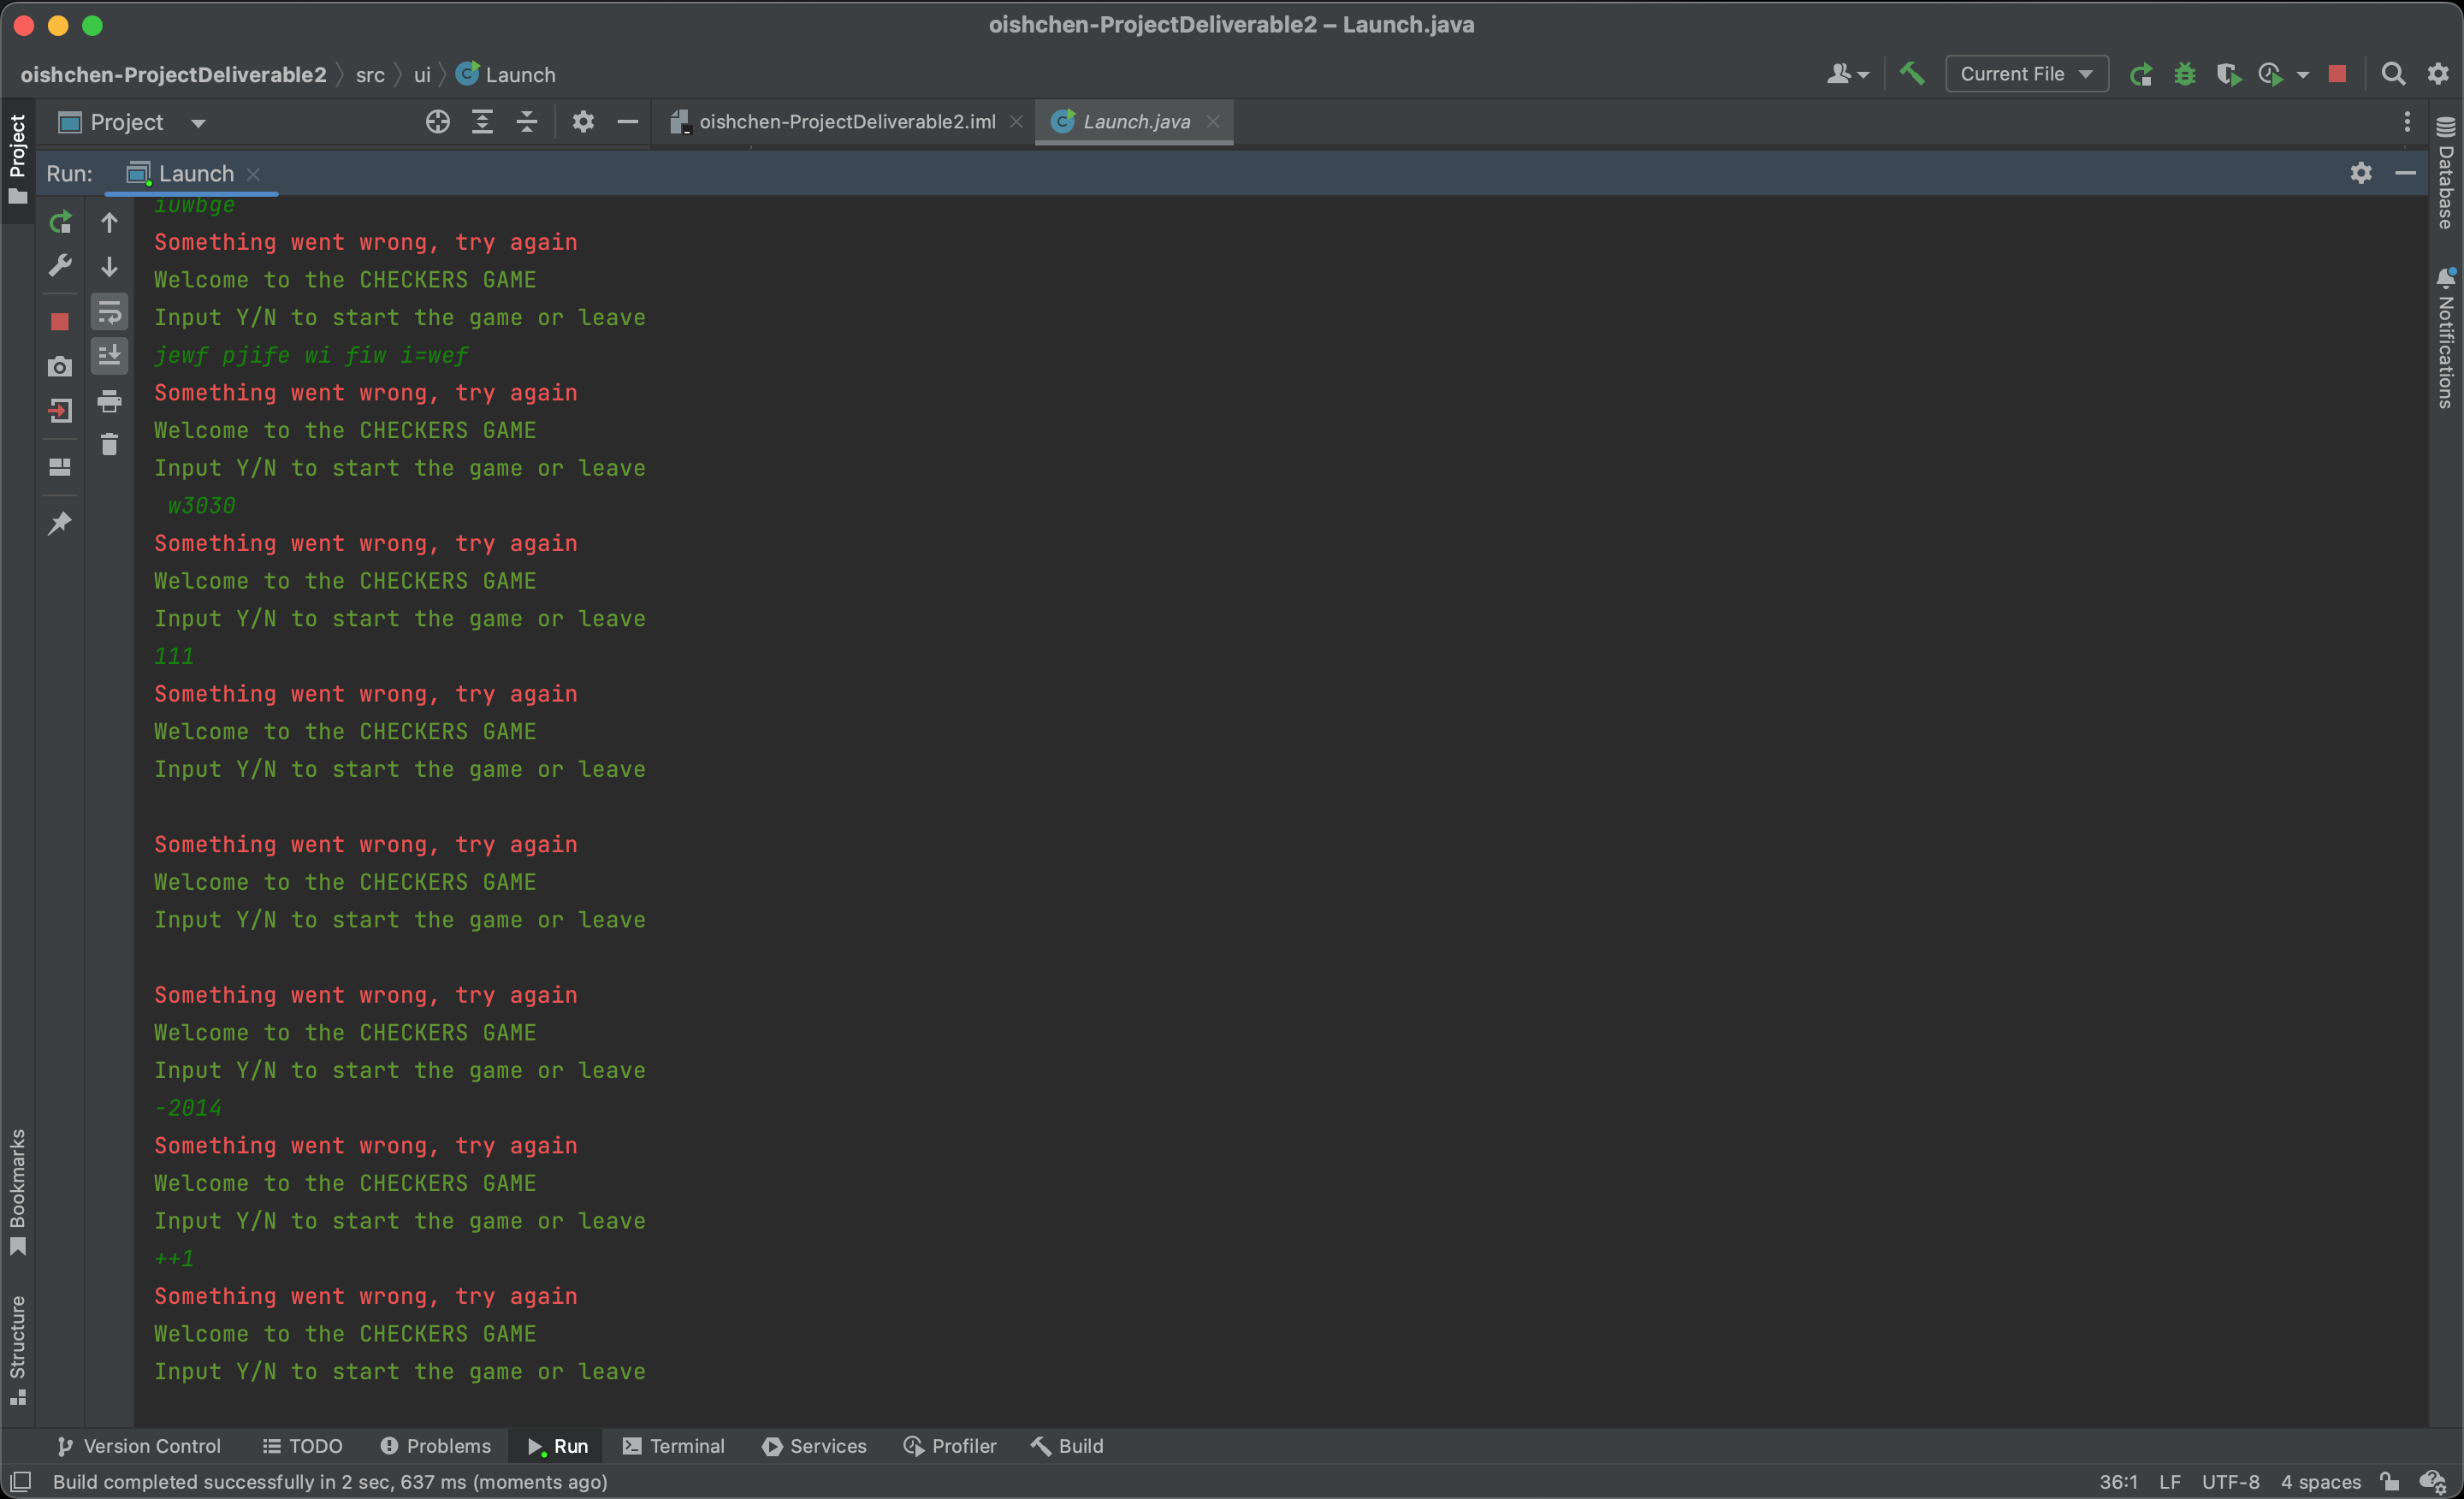 oishchen-ProjectDeliverable2 – Launch.java
oishchen-ProjectDeliverable2 src ui Launch
Current File
Project
oishchen-ProjectDeliverable2.iml
Launch.java
Run: Launch
iuwbge
Something went wrong, try again
Welcome to the CHECKERS GAME
Input Y/N to start the game or leave
jewf pjife wi fiw i=wef
Something went wrong, try again
Welcome to the CHECKERS GAME
Input Y/N to start the game or leave
w3030
Something went wrong, try again
Welcome to the CHECKERS GAME
Input Y/N to start the game or leave
111
Something went wrong, try again
Welcome to the CHECKERS GAME
Input Y/N to start the game or leave
Something went wrong, try again
Welcome to the CHECKERS GAME
Input Y/N to start the game or leave
Something went wrong, try again
Welcome to the CHECKERS GAME
Input Y/N to start the game or leave
-2014
Something went wrong, try again
Welcome to the CHECKERS GAME
Input Y/N to start the game or leave
++1
Something went wrong, try again
Welcome to the CHECKERS GAME
Input Y/N to start the game or leave
Project
Bookmarks
Structure
Database
Notifications
Version Control TODO Problems Run Terminal Services Profiler Build
Build completed successfully in 2 sec, 637 ms (moments ago)
36:1 LF UTF-8 4 spaces